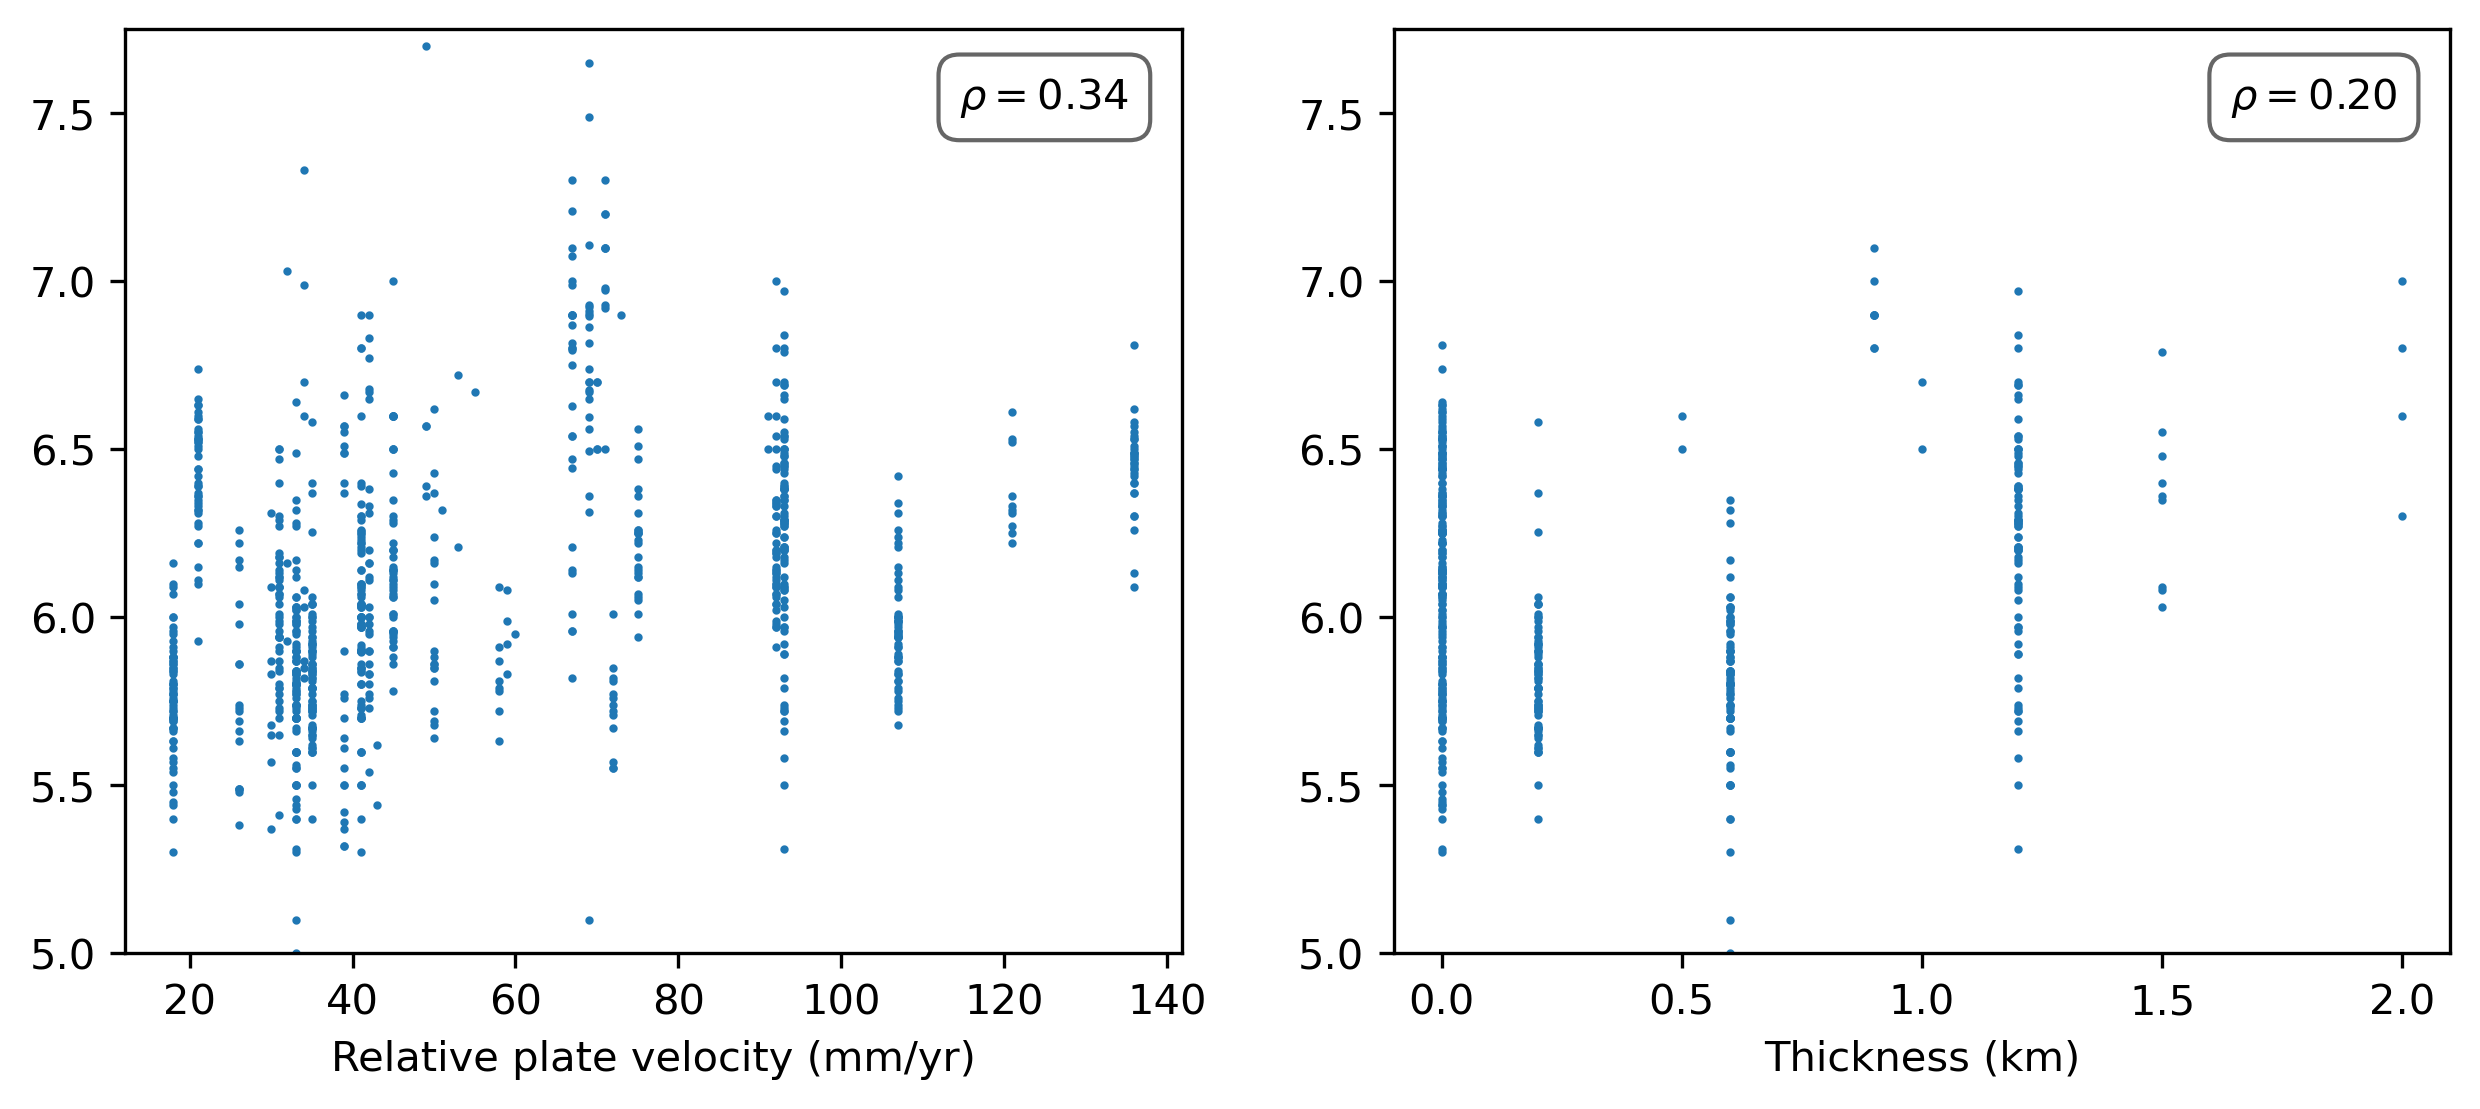 7.5
7.0
6.5
6.0
5.5
5.0
20 40 60 80 100 120 140
Relative plate velocity (mm/yr)
ρ = 0.34
7.5
7.0
6.5
6.0
5.5
5.0
0.0 0.5 1.0 1.5 2.0
Thickness (km)
ρ = 0.20